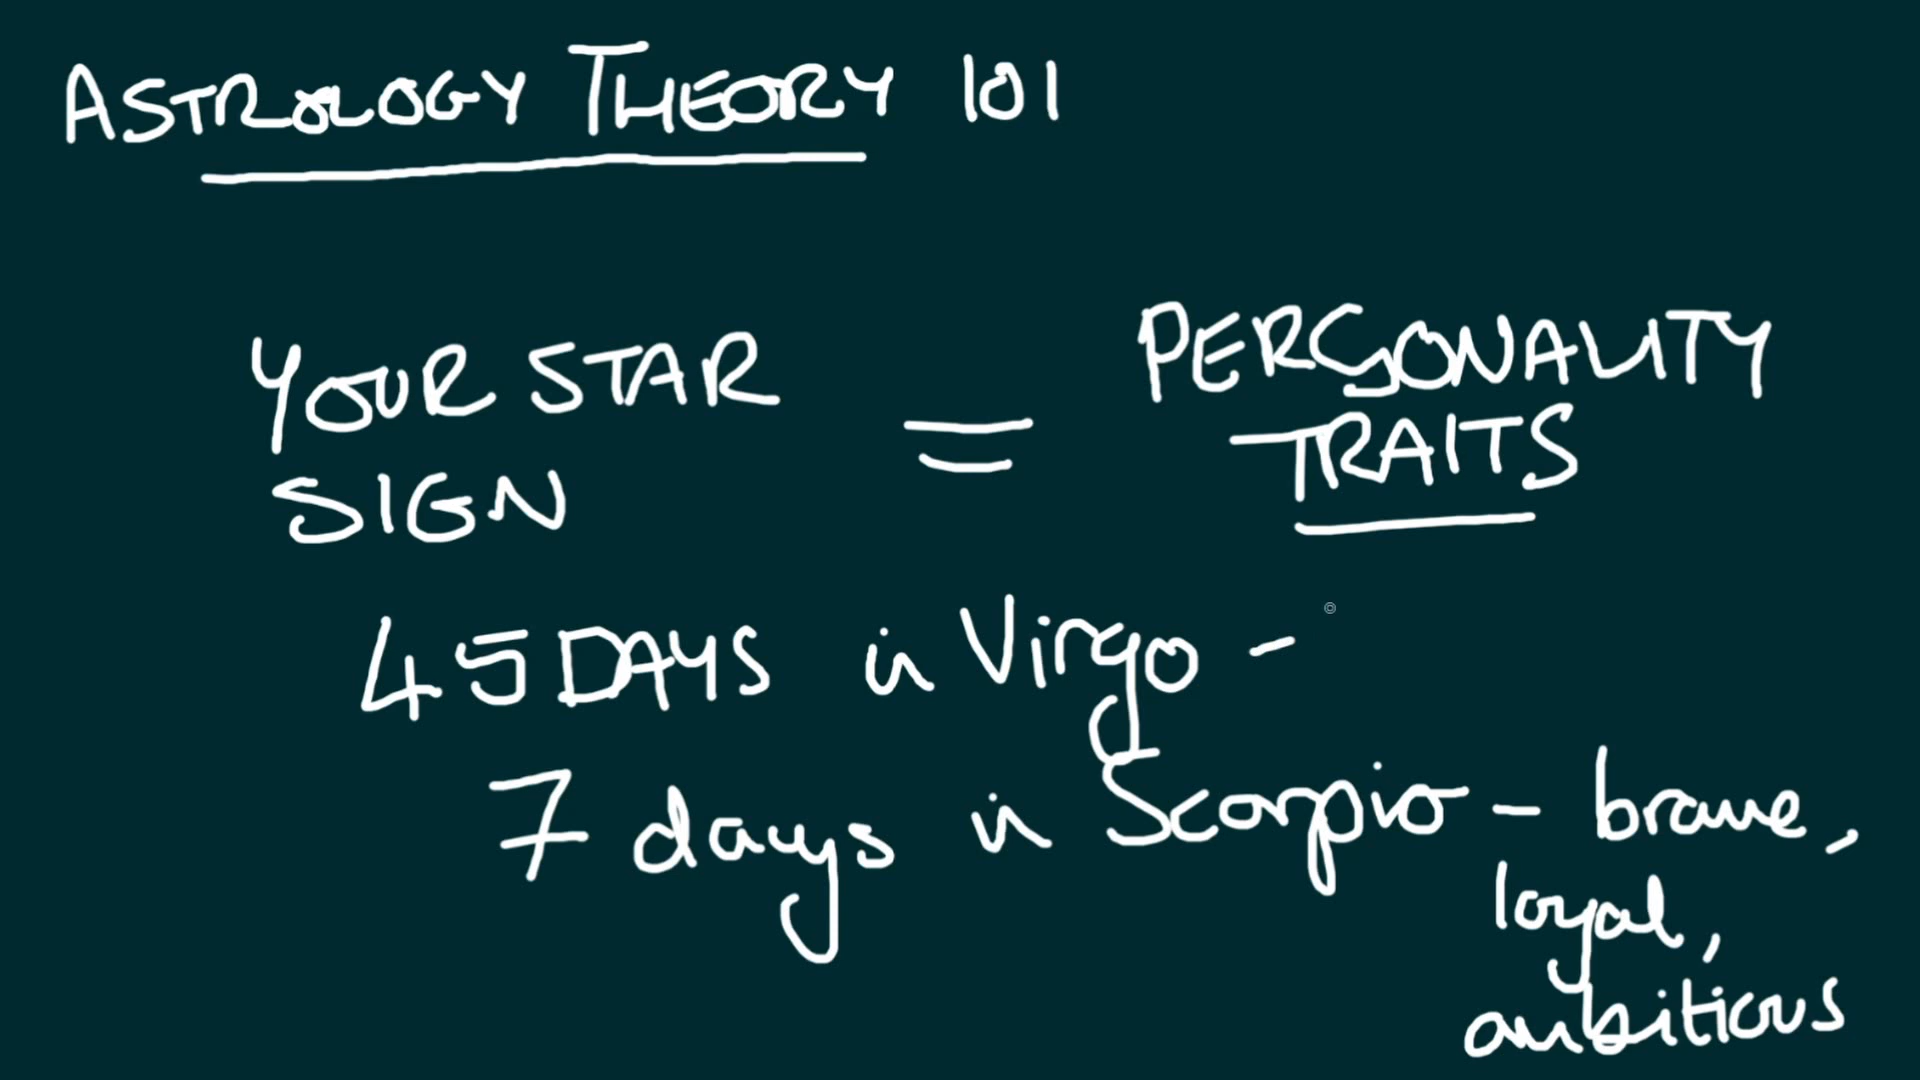 ASTROLOGY THEORY 101
YOUR STAR
SIGN
=
PERSONALITY
TRAITS
45 DAYS in Virgo -
7 days in Scorpio - brave,
loyal,
ambitious